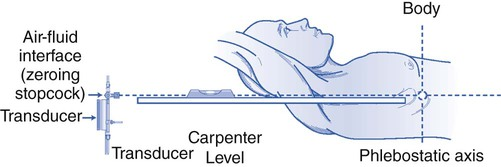 Body
Air-fluid
interface
(zeroing
stopcock)
Transducer
Transducer
Carpenter
Level
Phlebostatic axis